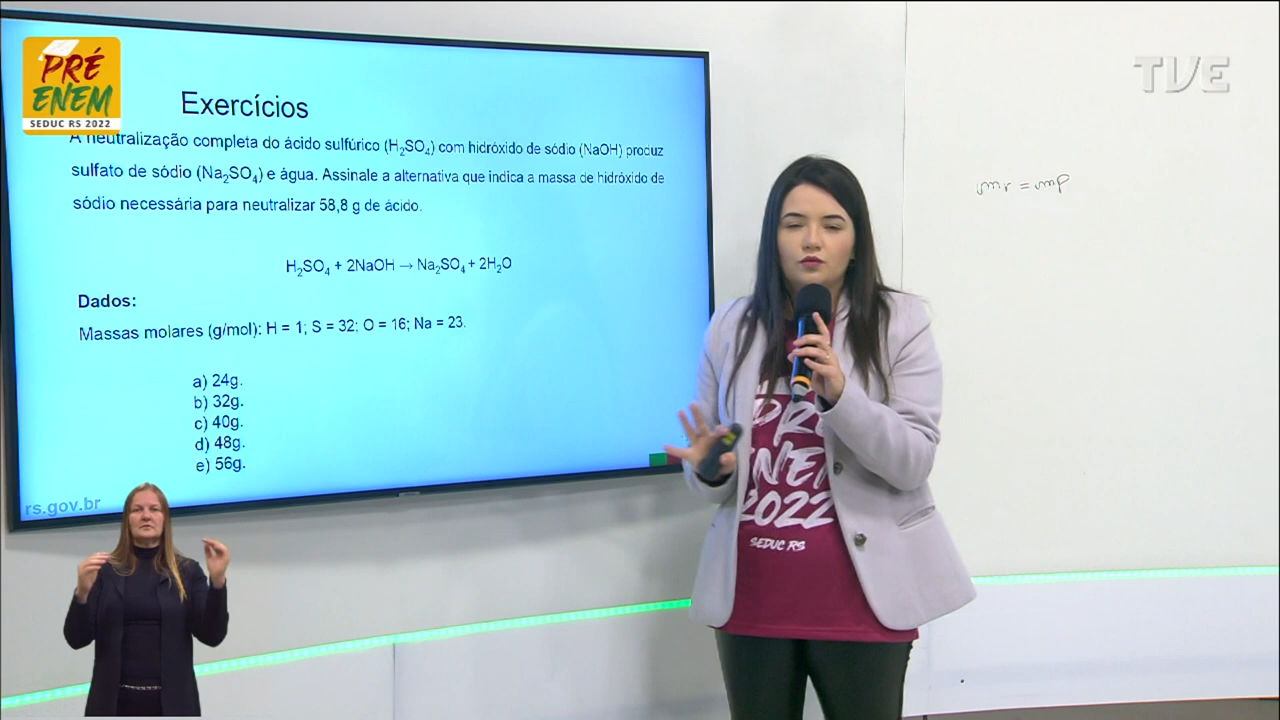 PRÉ
ENEM
SEDUC RS 2022
TVE
Exercícios
A neutralização completa do ácido sulfúrico (H₂SO₄) com hidróxido de sódio (NaOH) produz
sulfato de sódio (Na₂SO₄) e água. Assinale a alternativa que indica a massa de hidróxido de
sódio necessária para neutralizar 58,8 g de ácido.
H₂SO₄ + 2NaOH → Na₂SO₄ + 2H₂O
Dados:
Massas molares (g/mol): H = 1; S = 32; O = 16; Na = 23.
a) 24g.
b) 32g.
c) 40g.
d) 48g.
e) 56g.
rs.gov.br
mr = mp
PRÉ
ENEM
2022
SEDUC RS